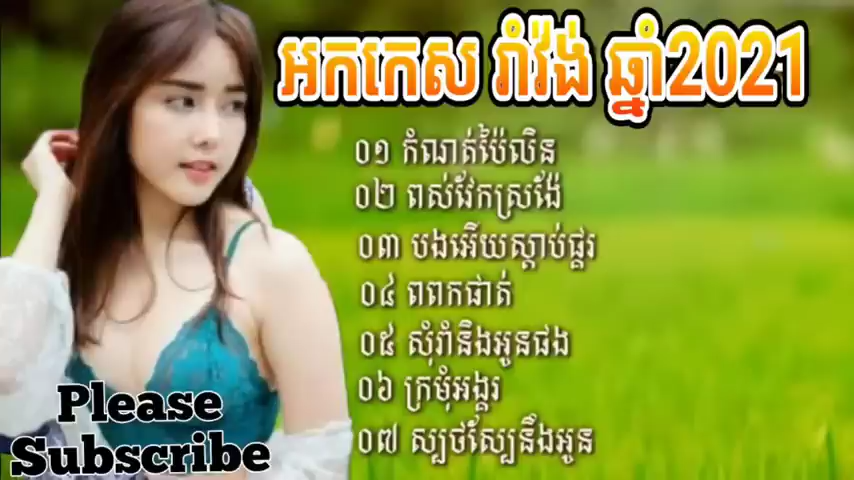 អកកេស រាំវ៉ង់ ឆ្នាំ2021
០១ កំណត់ប៉ៃលិន
០២ ពស់វែកស្រង៉ែ
០៣ បងអើយស្តាប់ផ្គរ
០៤ ពពកផាត់
០៥ សុំរាំនិងអូនផង
០៦ ក្រមុំអង្គរ
០៧ ស្បថស្បែនឹងអូន
Please
Subscribe